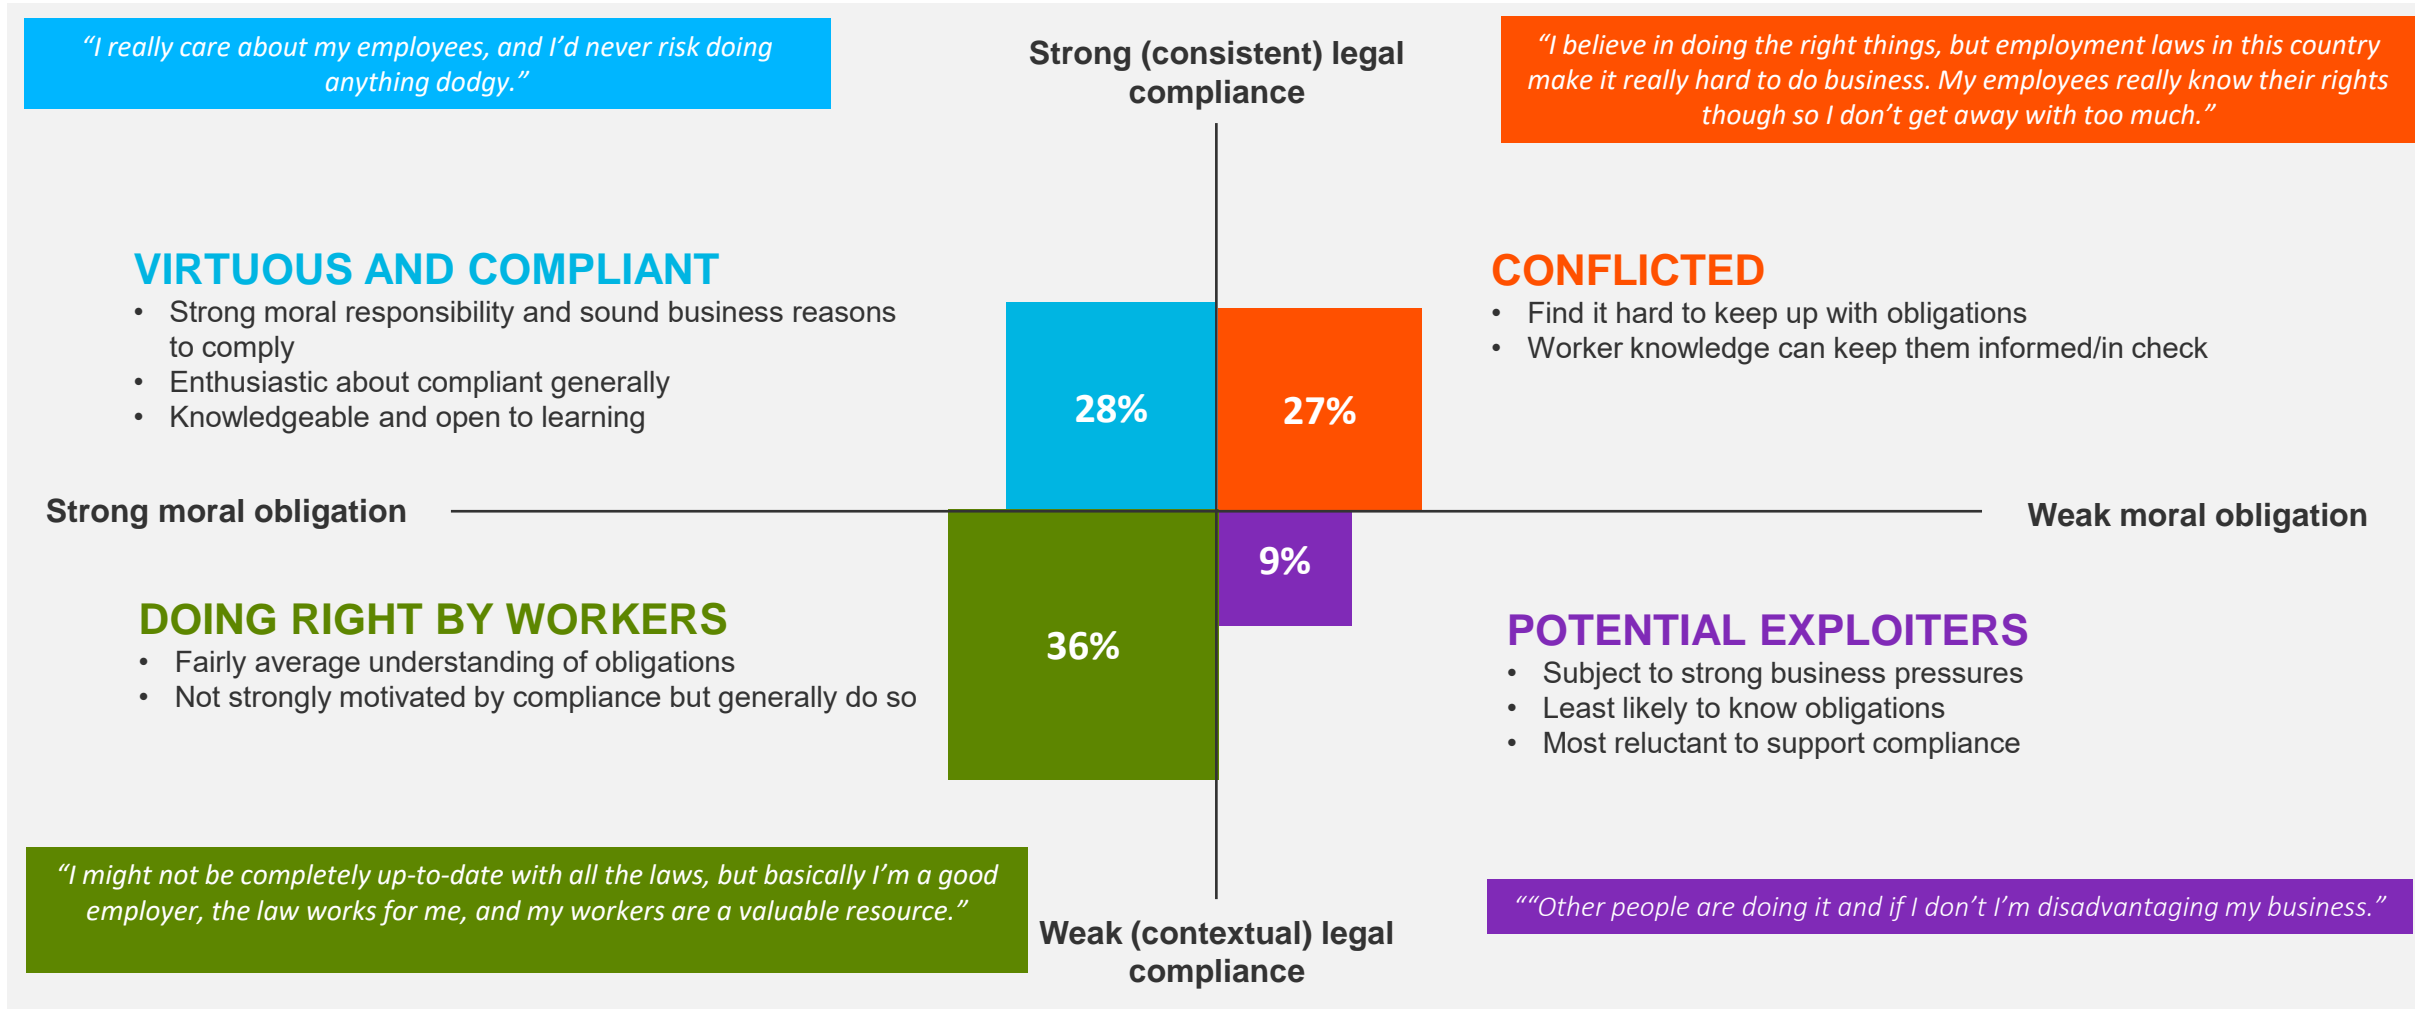 “I really care about my employees, and I’d never risk doing
anything dodgy.”
Strong (consistent) legal
compliance
“I believe in doing the right things, but employment laws in this country
make it really hard to do business. My employees really know their rights
though so I don’t get away with too much.”
VIRTUOUS AND COMPLIANT
• Strong moral responsibility and sound business reasons
to comply
• Enthusiastic about compliant generally
• Knowledgeable and open to learning
28%
27%
CONFLICTED
• Find it hard to keep up with obligations
• Worker knowledge can keep them informed/in check
Strong moral obligation
Weak moral obligation
DOING RIGHT BY WORKERS
• Fairly average understanding of obligations
• Not strongly motivated by compliance but generally do so
36%
9%
POTENTIAL EXPLOITERS
• Subject to strong business pressures
• Least likely to know obligations
• Most reluctant to support compliance
“I might not be completely up-to-date with all the laws, but basically I’m a good
employer, the law works for me, and my workers are a valuable resource.”
Weak (contextual) legal
compliance
““Other people are doing it and if I don’t I’m disadvantaging my business.”